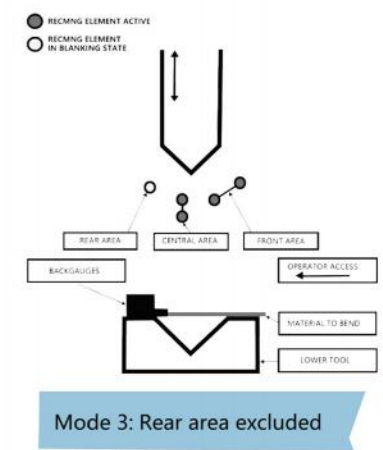 RECMNG ELEMENT ACTIVE
RECMNG ELEMENT
IN BLANKING STATE
REAR AREA
CENTRAL AREA
FRONT AREA
BACKGAUGES
OPERATOR ACCESS
MATERIAL TO BEND
LOWER TOOL
Mode 3: Rear area excluded